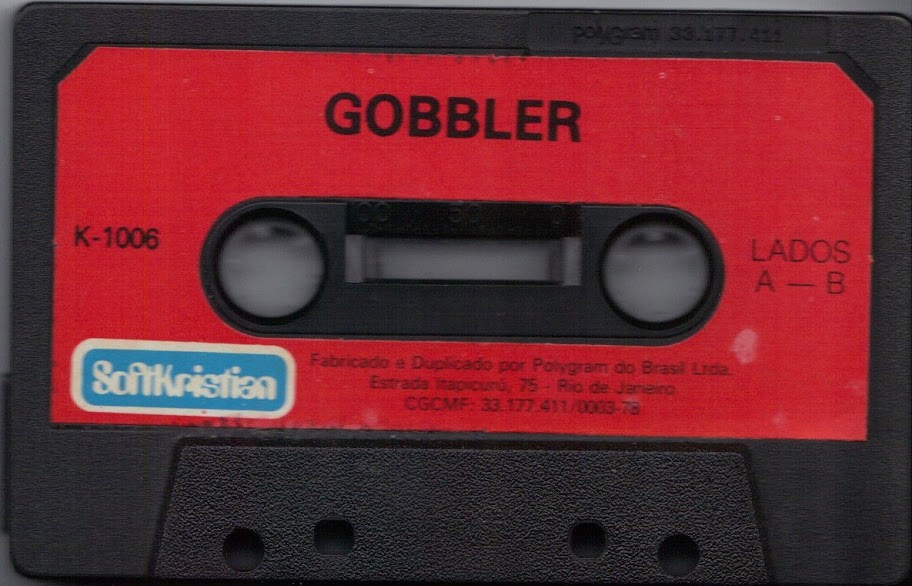 polyGram 33.177.411
GOBBLER
K-1006
LADOS
A — B
SoftKristian
Fabricado e Duplicado por Polygram do Brasil Ltda.
Estrada Itapicurú, 75 - Rio de Janeiro
CGCMF: 33.177.411/0003-78